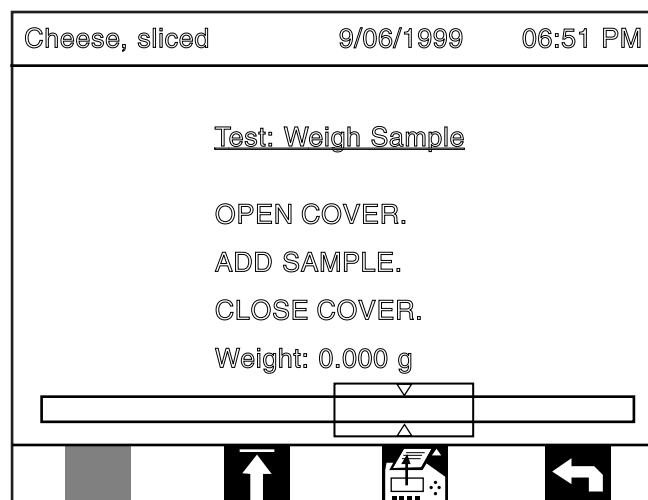 Cheese, sliced 9/06/1999 06:51 PM
Test: Weigh Sample
OPEN COVER.
ADD SAMPLE.
CLOSE COVER.
Weight: 0.000 g